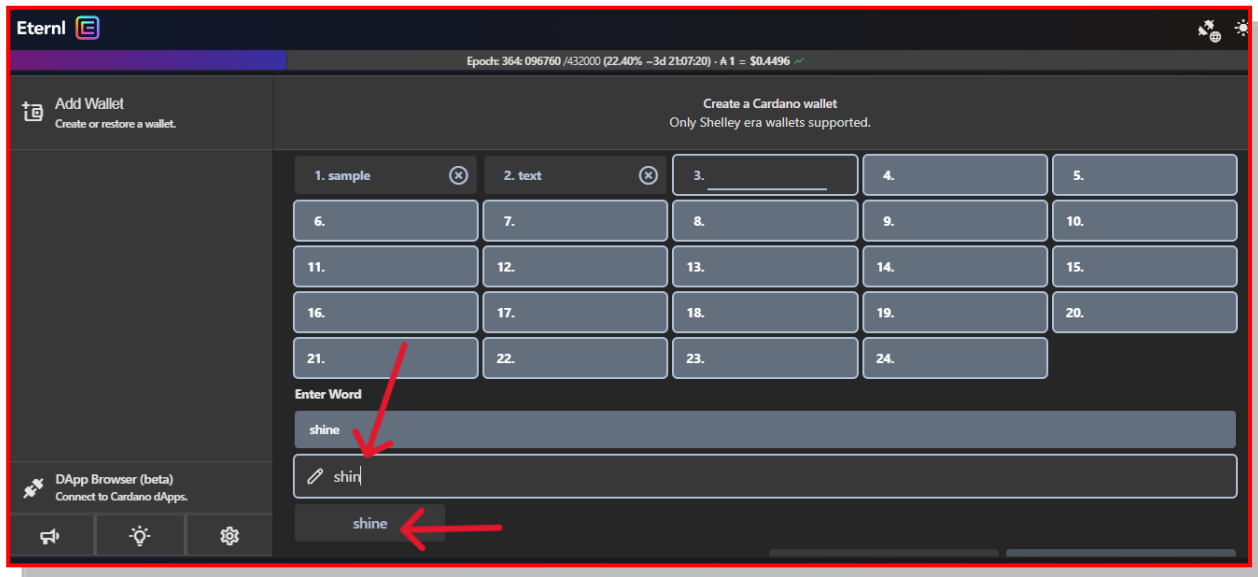 Eternl
Epoch: 364: 096760 /432000 (22.40% ~3d 21:07:20) · ₳ 1 = $0.4496
Add Wallet
Create or restore a wallet.
Create a Cardano wallet
Only Shelley era wallets supported.
1. sample 2. text 3. 4. 5.
6. 7. 8. 9. 10.
11. 12. 13. 14. 15.
16. 17. 18. 19. 20.
21. 22. 23. 24.
Enter Word
shine
shin
shine
DApp Browser (beta)
Connect to Cardano dApps.